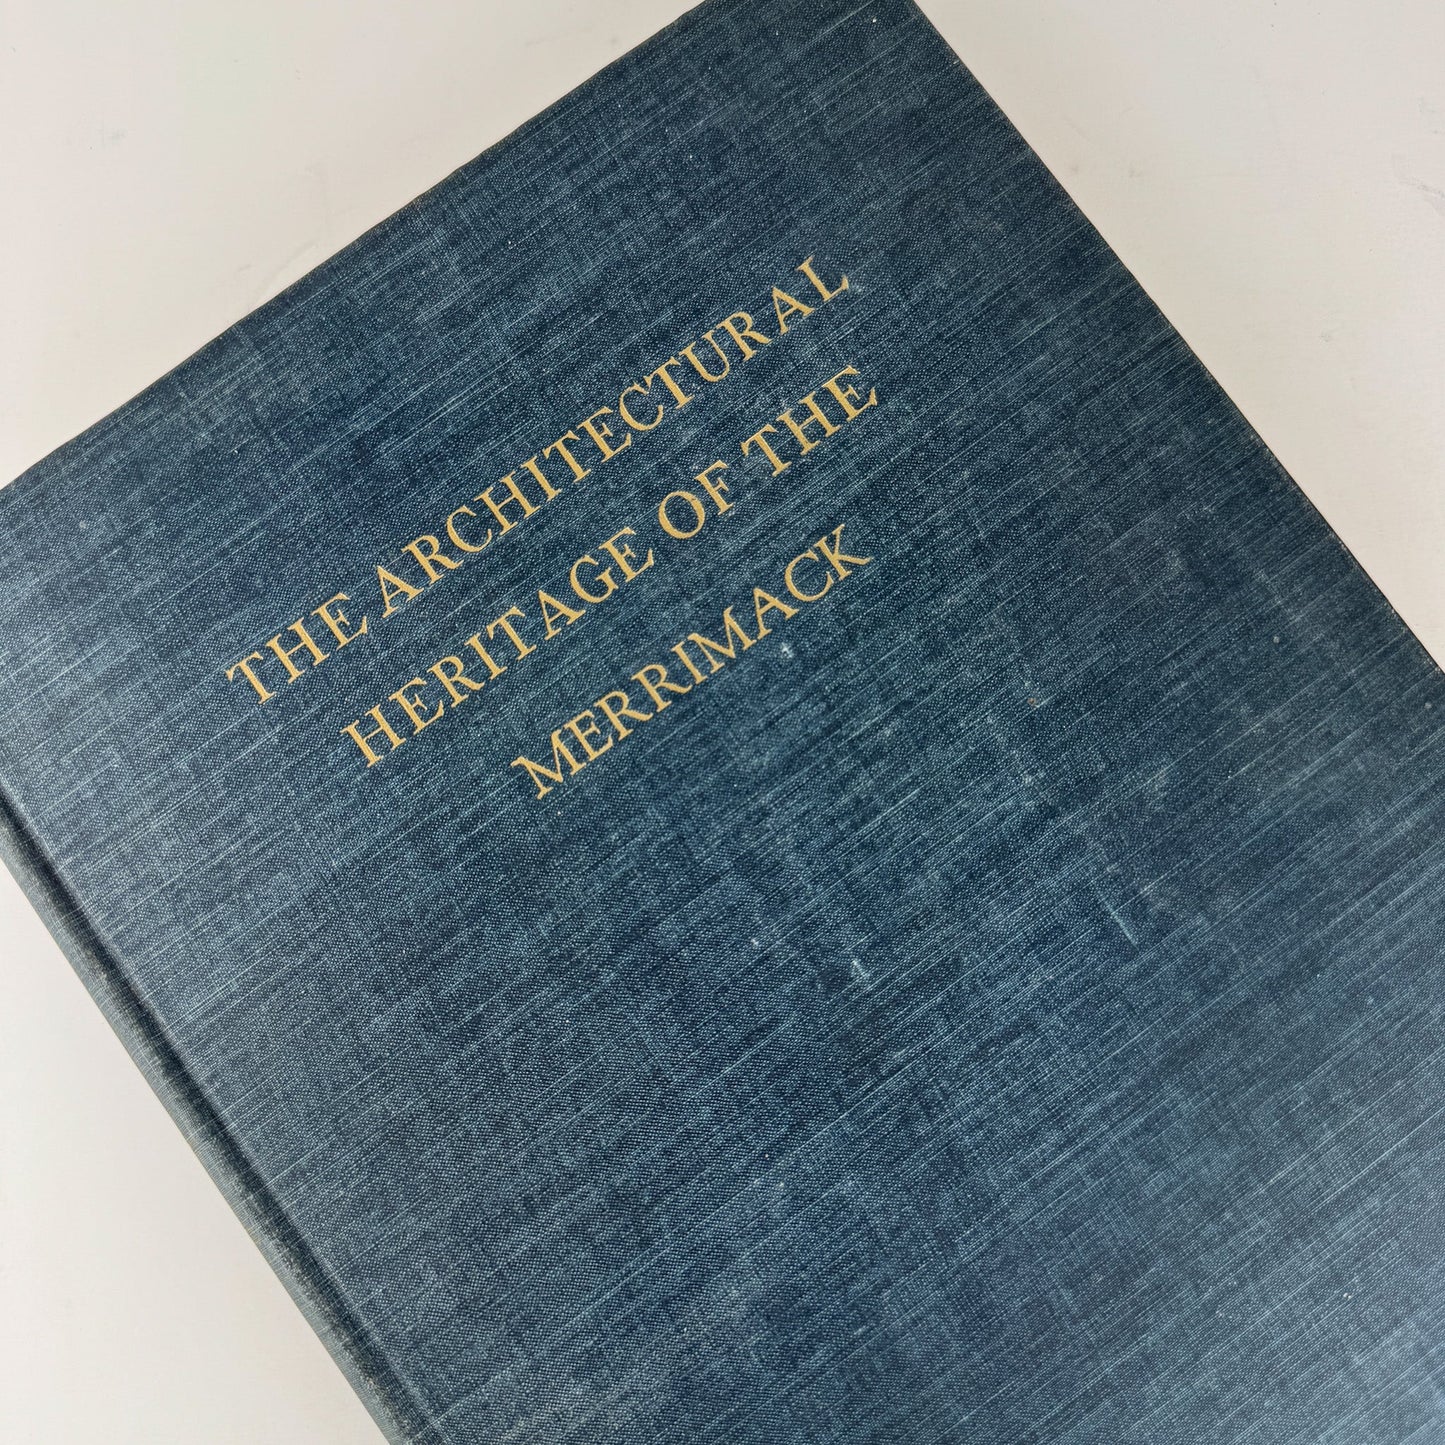 THE ARCHITECTURAL
HERITAGE OF THE
MERRIMACK